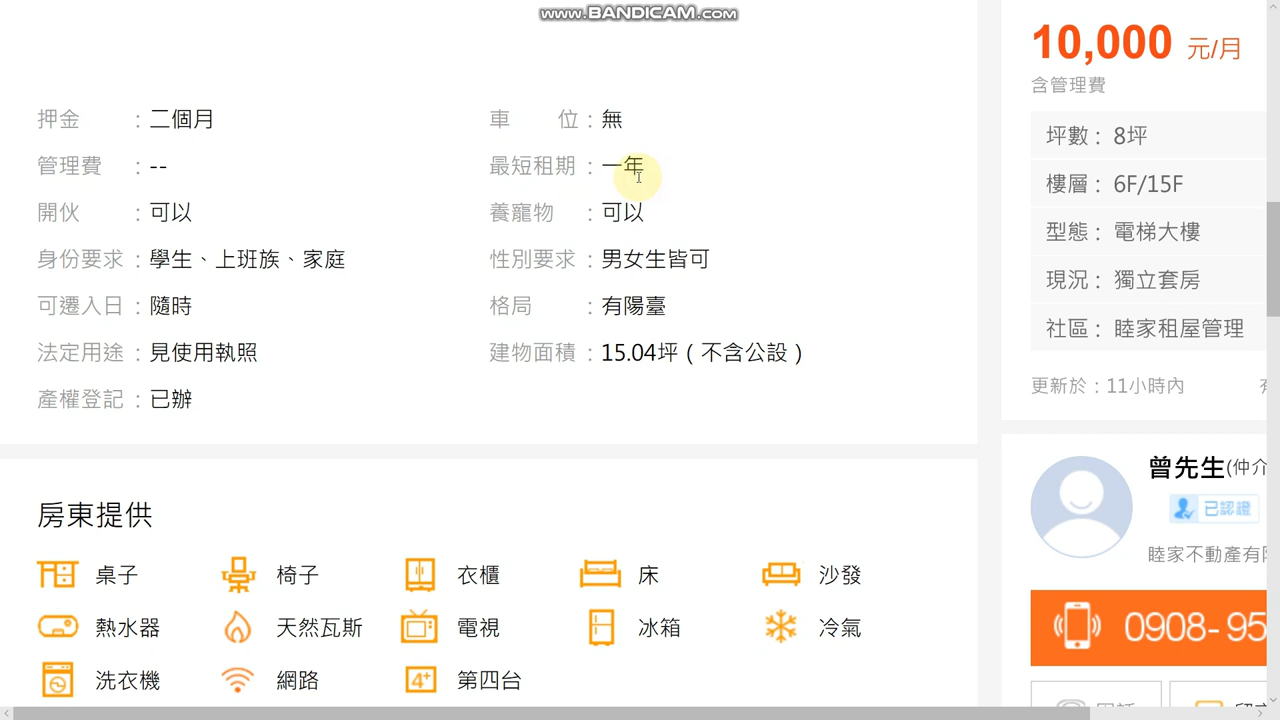 www.BANDICAM.com
押金 : 二個月
車 位 : 無
管理費 : --
最短租期 : 一年
開伙 : 可以
養寵物 : 可以
身份要求 : 學生、上班族、家庭
性別要求 : 男女生皆可
可遷入日 : 隨時
格局 : 有陽臺
法定用途 : 見使用執照
建物面積 : 15.04坪 ( 不含公設 )
產權登記 : 已辦
房東提供
桌子 椅子 衣櫃 床 沙發
熱水器 天然瓦斯 電視 冰箱 冷氣
洗衣機 網路 4+ 第四台
10,000 元/月
含管理費
坪數 : 8坪
樓層 : 6F/15F
型態 : 電梯大樓
現況 : 獨立套房
社區 : 睦家租屋管理
更新於 : 11小時內
曾先生(仲介
已認證
睦家不動產有
0908- 95